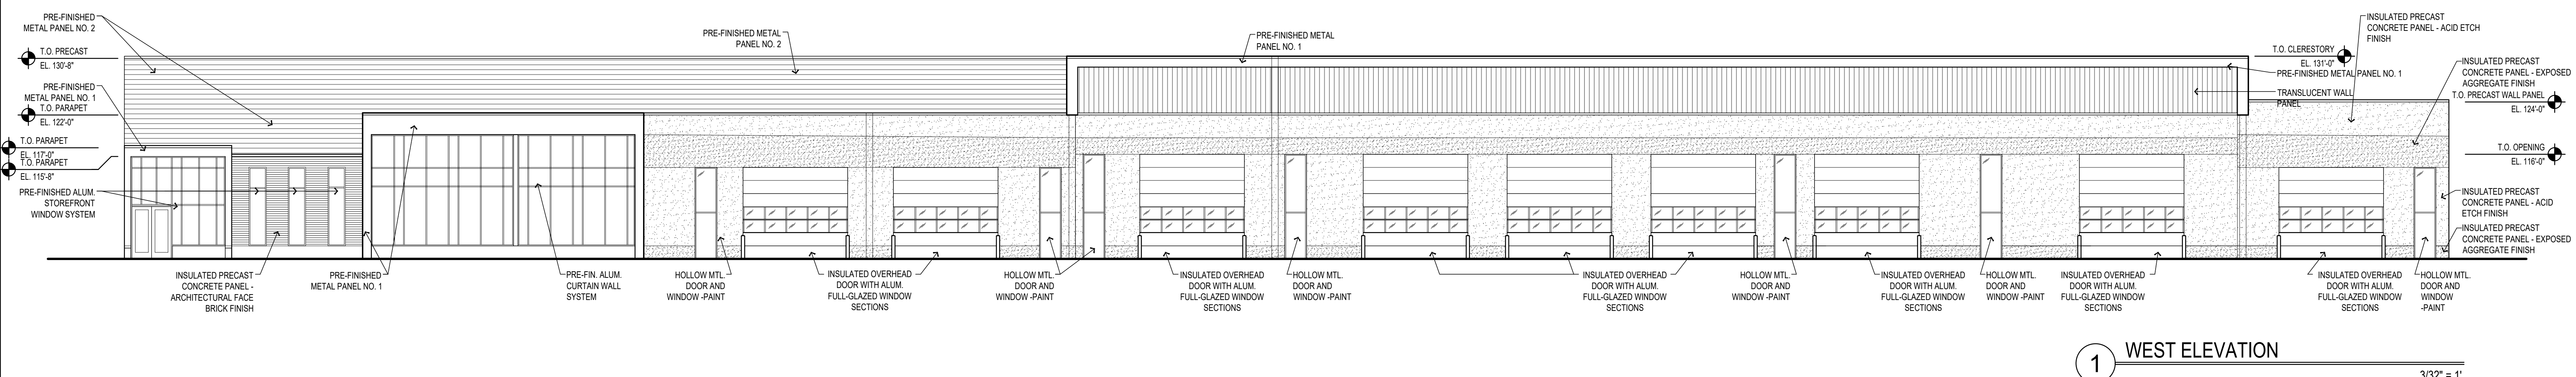 PRE-FINISHED
METAL PANEL NO. 2
T.O. PRECAST
EL. 130'-8"
PRE-FINISHED
METAL PANEL NO. 1
T.O. PARAPET
EL. 122'-0"
T.O. PARAPET
EL. 117'-0"
T.O. PARAPET
EL. 115'-8"
PRE-FINISHED ALUM.
STOREFRONT
WINDOW SYSTEM
PRE-FINISHED METAL
PANEL NO. 2
PRE-FINISHED METAL
PANEL NO. 1
INSULATED PRECAST
CONCRETE PANEL - ACID ETCH
FINISH
T.O. CLERESTORY
EL. 131'-0"
PRE-FINISHED METAL PANEL NO. 1
TRANSLUCENT WALL
PANEL
INSULATED PRECAST
CONCRETE PANEL - EXPOSED
AGGREGATE FINISH
T.O. PRECAST WALL PANEL
EL. 124'-0"
T.O. OPENING
EL. 116'-0"
INSULATED PRECAST
CONCRETE PANEL - ACID
ETCH FINISH
INSULATED PRECAST
CONCRETE PANEL - EXPOSED
AGGREGATE FINISH
INSULATED PRECAST
CONCRETE PANEL -
ARCHITECTURAL FACE
BRICK FINISH
PRE-FINISHED
METAL PANEL NO. 1
PRE-FIN. ALUM.
CURTAIN WALL
SYSTEM
HOLLOW MTL.
DOOR AND
WINDOW -PAINT
INSULATED OVERHEAD
DOOR WITH ALUM.
FULL-GLAZED WINDOW
SECTIONS
HOLLOW MTL.
DOOR AND
WINDOW -PAINT
INSULATED OVERHEAD
DOOR WITH ALUM.
FULL-GLAZED WINDOW
SECTIONS
HOLLOW MTL.
DOOR AND
WINDOW -PAINT
INSULATED OVERHEAD
DOOR WITH ALUM.
FULL-GLAZED WINDOW
SECTIONS
HOLLOW MTL.
DOOR AND
WINDOW -PAINT
INSULATED OVERHEAD
DOOR WITH ALUM.
FULL-GLAZED WINDOW
SECTIONS
HOLLOW MTL.
DOOR AND
WINDOW -PAINT
INSULATED OVERHEAD
DOOR WITH ALUM.
FULL-GLAZED WINDOW
SECTIONS
INSULATED OVERHEAD
DOOR WITH ALUM.
FULL-GLAZED WINDOW
SECTIONS
HOLLOW MTL.
DOOR AND
WINDOW
-PAINT
1
WEST ELEVATION
3/32" = 1'